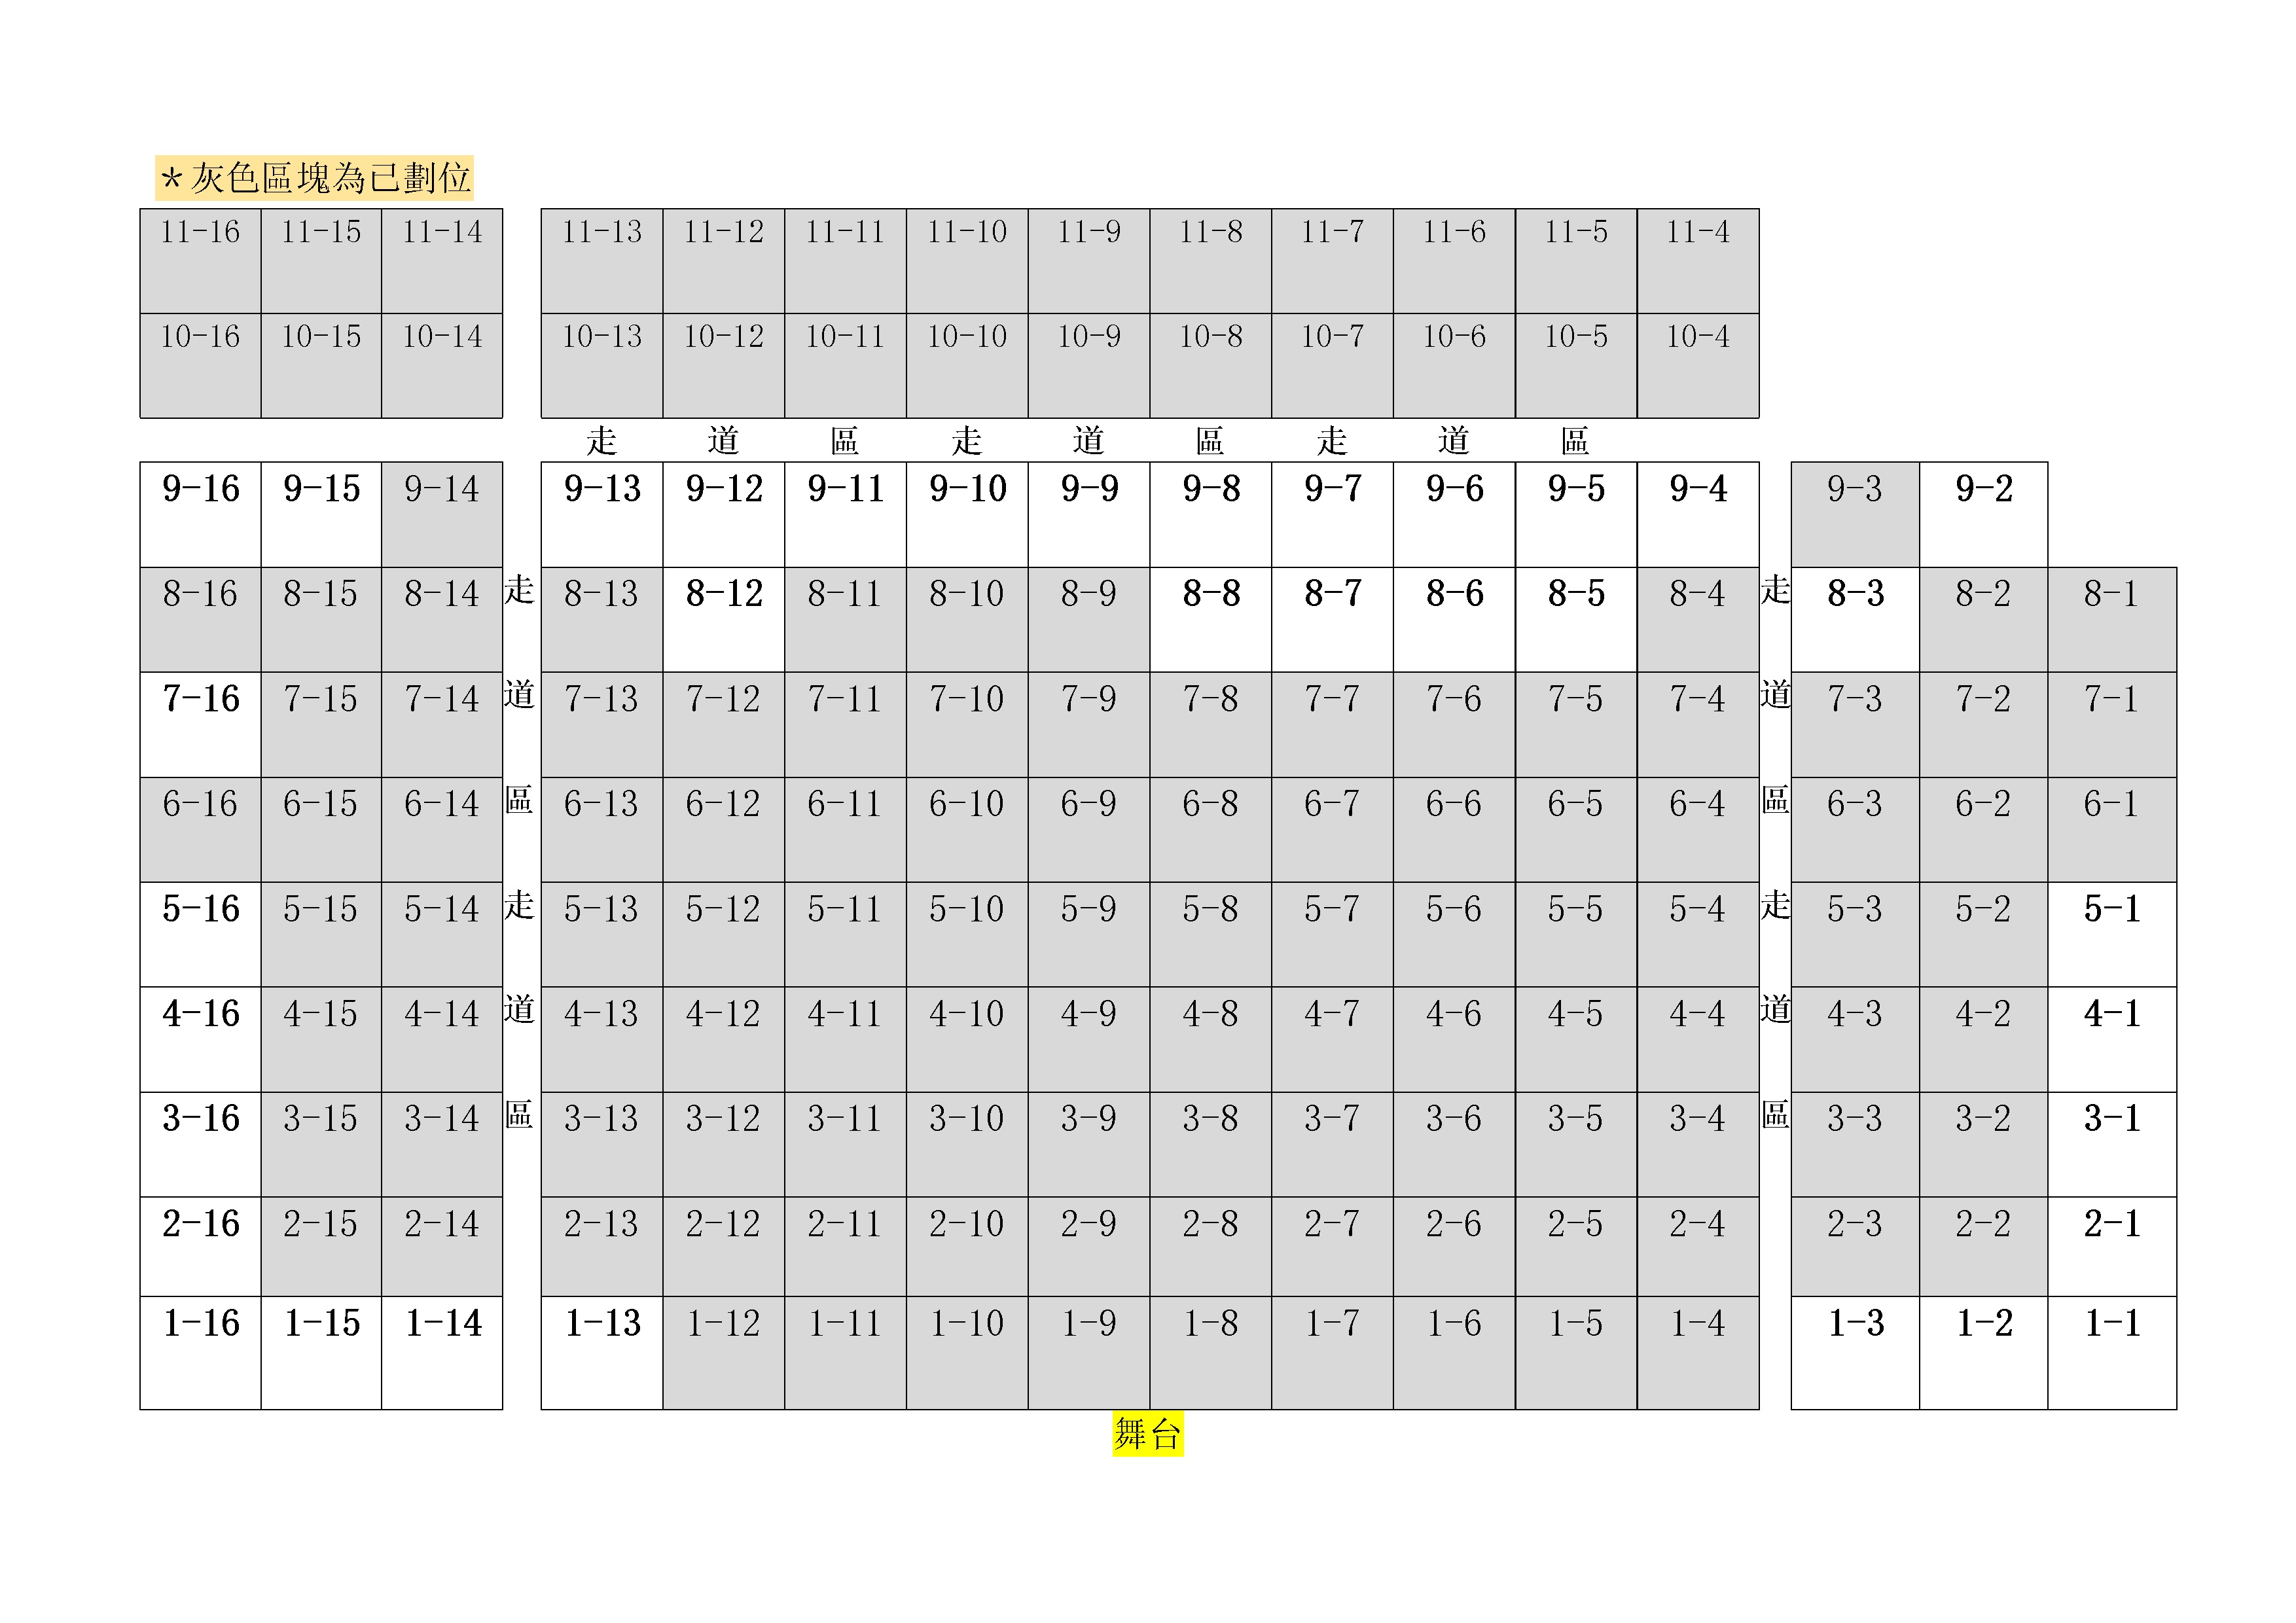 ＊灰色區塊為已劃位
11-16 11-15 11-14 11-13 11-12 11-11 11-10 11-9 11-8 11-7 11-6 11-5 11-4
10-16 10-15 10-14 10-13 10-12 10-11 10-10 10-9 10-8 10-7 10-6 10-5 10-4
走 道 區 走 道 區 走 道 區
9-16 9-15 9-14 9-13 9-12 9-11 9-10 9-9 9-8 9-7 9-6 9-5 9-4 9-3 9-2
8-16 8-15 8-14 走 8-13 8-12 8-11 8-10 8-9 8-8 8-7 8-6 8-5 8-4 走 8-3 8-2 8-1
7-16 7-15 7-14 道 7-13 7-12 7-11 7-10 7-9 7-8 7-7 7-6 7-5 7-4 道 7-3 7-2 7-1
6-16 6-15 6-14 區 6-13 6-12 6-11 6-10 6-9 6-8 6-7 6-6 6-5 6-4 區 6-3 6-2 6-1
5-16 5-15 5-14 走 5-13 5-12 5-11 5-10 5-9 5-8 5-7 5-6 5-5 5-4 走 5-3 5-2 5-1
4-16 4-15 4-14 道 4-13 4-12 4-11 4-10 4-9 4-8 4-7 4-6 4-5 4-4 道 4-3 4-2 4-1
3-16 3-15 3-14 區 3-13 3-12 3-11 3-10 3-9 3-8 3-7 3-6 3-5 3-4 區 3-3 3-2 3-1
2-16 2-15 2-14 2-13 2-12 2-11 2-10 2-9 2-8 2-7 2-6 2-5 2-4 2-3 2-2 2-1
1-16 1-15 1-14 1-13 1-12 1-11 1-10 1-9 1-8 1-7 1-6 1-5 1-4 1-3 1-2 1-1
舞台